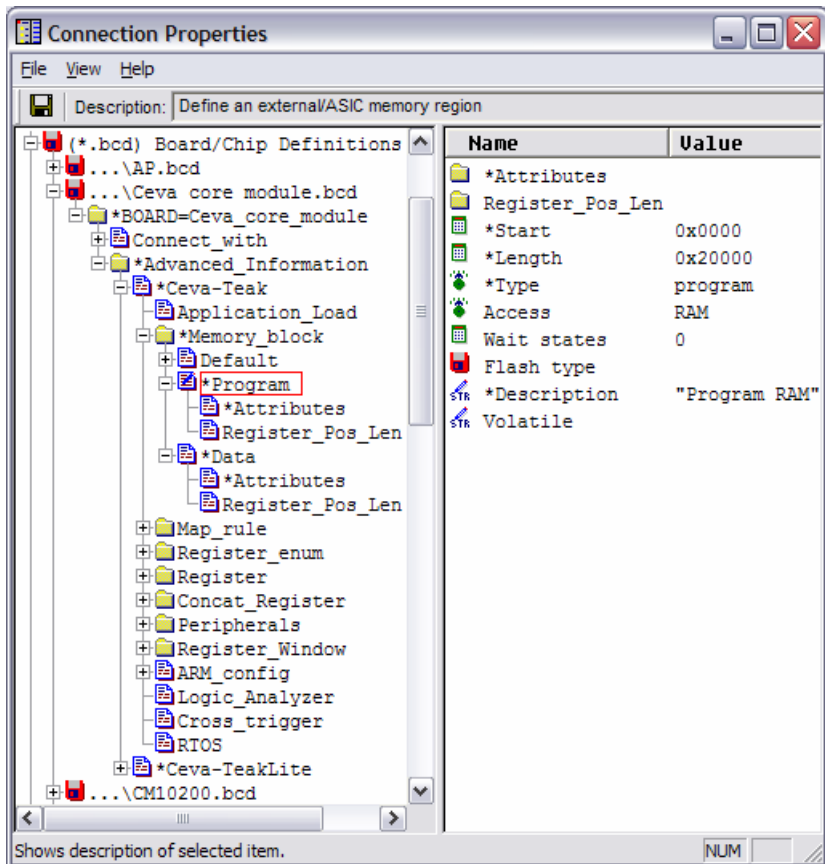 Connection Properties
File View Help
Description: Define an external/ASIC memory region
(*.bcd) Board/Chip Definitions
...\AP.bcd
...\Ceva core module.bcd
*BOARD=Ceva_core_module
Connect_with
*Advanced_Information
*Ceva-Teak
Application_Load
*Memory_block
Default
*Program
*Attributes
Register_Pos_Len
*Data
*Attributes
Register_Pos_Len
Map_rule
Register_enum
Register
Concat_Register
Peripherals
Register_Window
ARM_config
Logic_Analyzer
Cross_trigger
RTOS
*Ceva-TeakLite
...\CM10200.bcd
Name Value
*Attributes
Register_Pos_Len
*Start 0x0000
*Length 0x20000
*Type program
Access RAM
Wait states 0
Flash type
STR *Description "Program RAM"
STR Volatile
Shows description of selected item. NUM